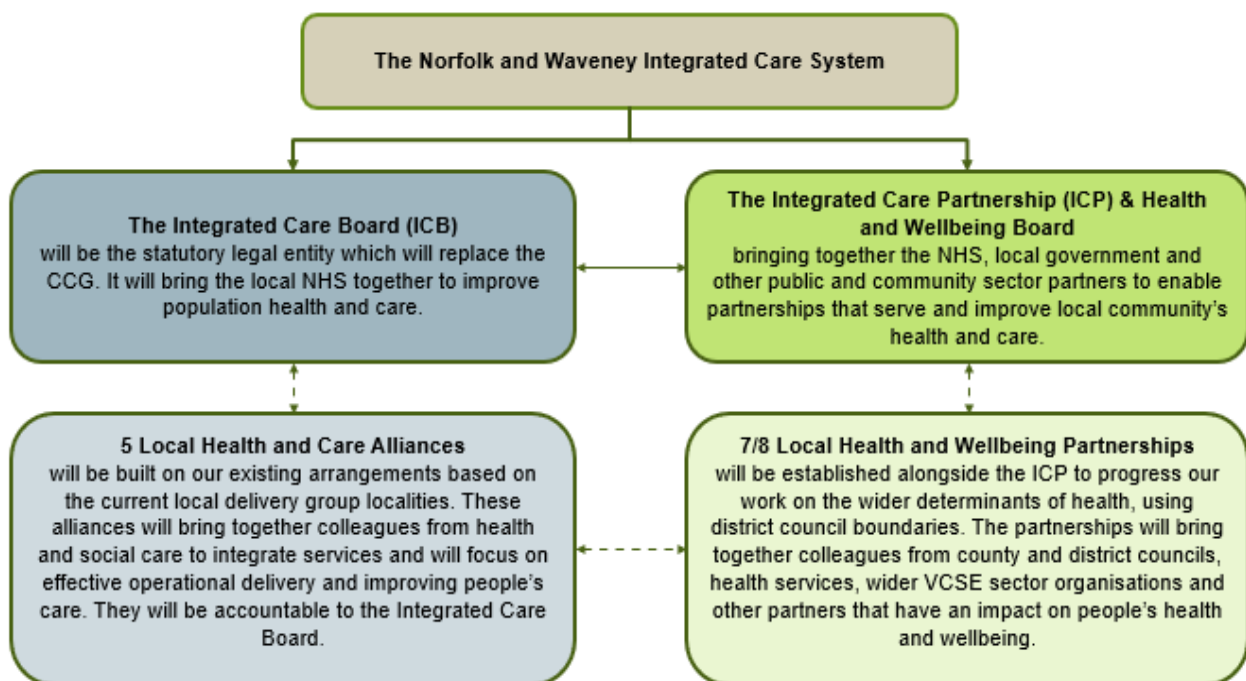 The Norfolk and Waveney Integrated Care System
The Integrated Care Board (ICB)
will be the statutory legal entity which will replace the
CCG. It will bring the local NHS together to improve
population health and care.
The Integrated Care Partnership (ICP) & Health
and Wellbeing Board
bringing together the NHS, local government and
other public and community sector partners to enable
partnerships that serve and improve local community's
health and care.
5 Local Health and Care Alliances
will be built on our existing arrangements based on
the current local delivery group localities. These
alliances will bring together colleagues from health
and social care to integrate services and will focus on
effective operational delivery and improving people's
care. They will be accountable to the Integrated Care
Board.
7/8 Local Health and Wellbeing Partnerships
will be established alongside the ICP to progress our
work on the wider determinants of health, using
district council boundaries. The partnerships will bring
together colleagues from county and district councils,
health services, wider VCSE sector organisations and
other partners that have an impact on people's health
and wellbeing.